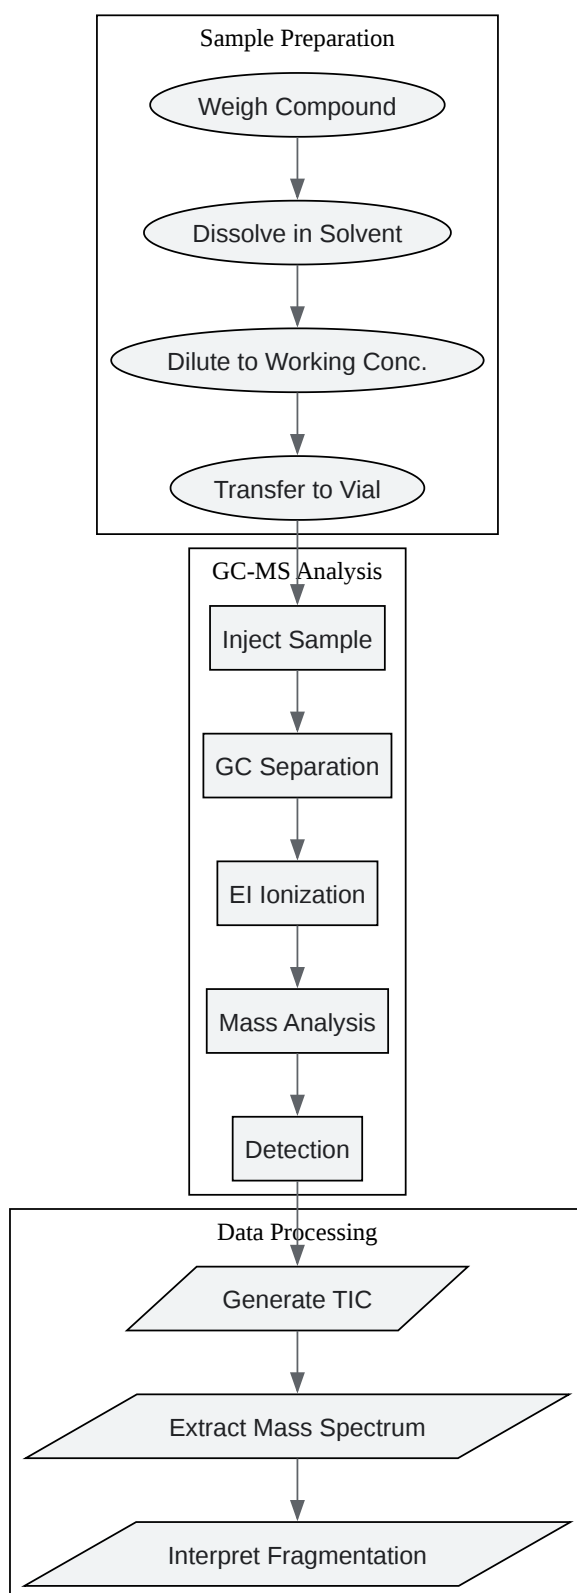 Sample Preparation
Weigh Compound
Dissolve in Solvent
Dilute to Working Conc.
Transfer to Vial
GC-MS Analysis
Inject Sample
GC Separation
EI Ionization
Mass Analysis
Detection
Data Processing
Generate TIC
Extract Mass Spectrum
Interpret Fragmentation